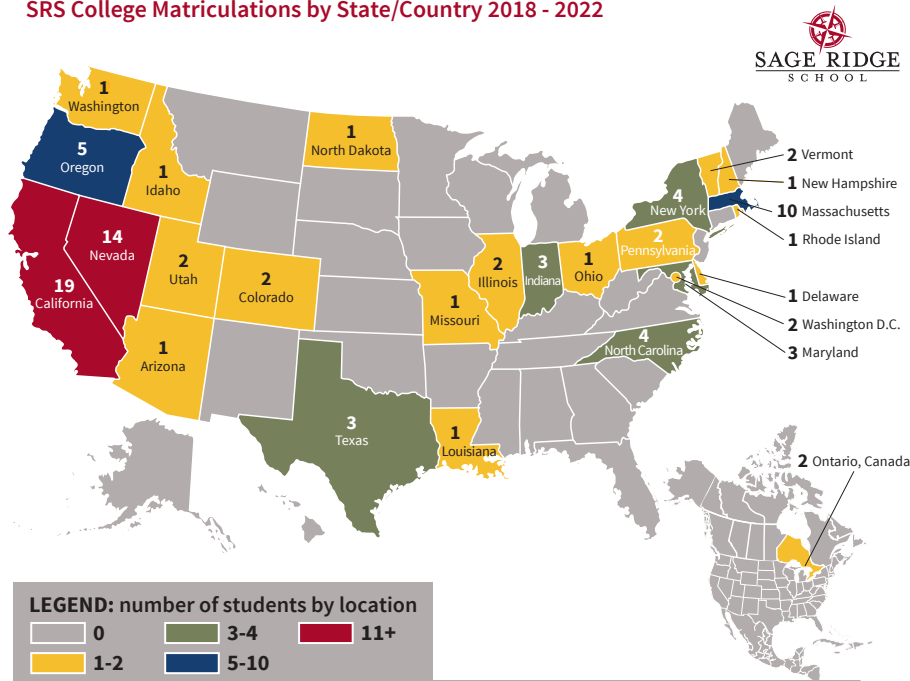 SRS College Matriculations by State/Country 2018 - 2022
SAGE RIDGE
SCHOOL
1
Washington
5
Oregon
1
Idaho
1
North Dakota
14
Nevada
19
California
2
Utah
2
Colorado
1
Arizona
3
Texas
1
Missouri
2
Illinois
3
Indiana
1
Ohio
2
Pennsylvania
4
New York
4
North Carolina
1
Louisiana
2 Vermont
1 New Hampshire
10 Massachusetts
1 Rhode Island
1 Delaware
2 Washington D.C.
3 Maryland
2 Ontario, Canada
LEGEND: number of students by location
0
3-4
11+
1-2
5-10